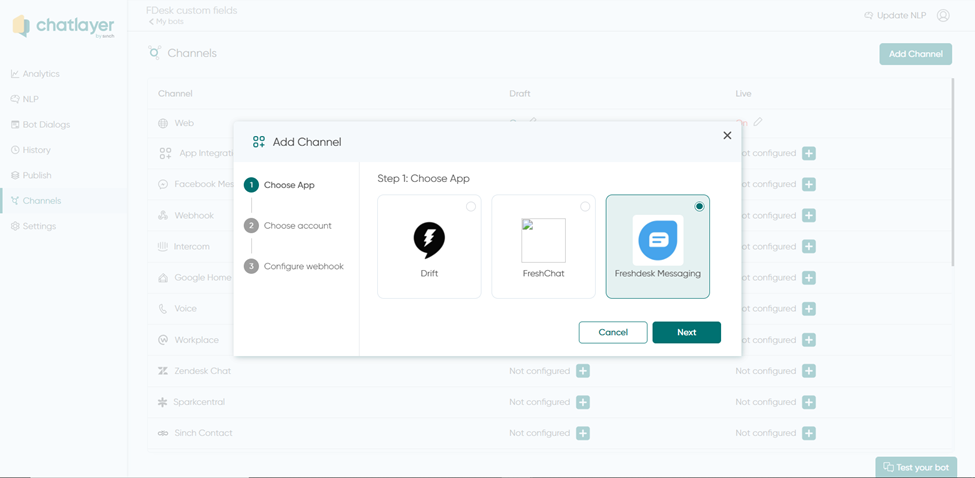 FDesk custom fields
My bots
Update NLP
chatlayer
by sinch
Channels
Add Channel
Analytics
NLP
Bot Dialogs
History
Publish
Channels
Settings
Channel Draft Live
Web
App Integrati
Not configured
Facebook Mes
Not configured
Webhook
Not configured
Intercom
Not configured
Google Home
Not configured
Voice
Not configured
Workplace
Not configured
Zendesk Chat Not configured Not configured
Sparkcentral Not configured Not configured
Sinch Contact Not configured Not configured
Add Channel
1 Choose App
2 Choose account
3 Configure webhook
Step 1: Choose App
Drift
FreshChat
Freshdesk Messaging
Cancel Next
Test your bot